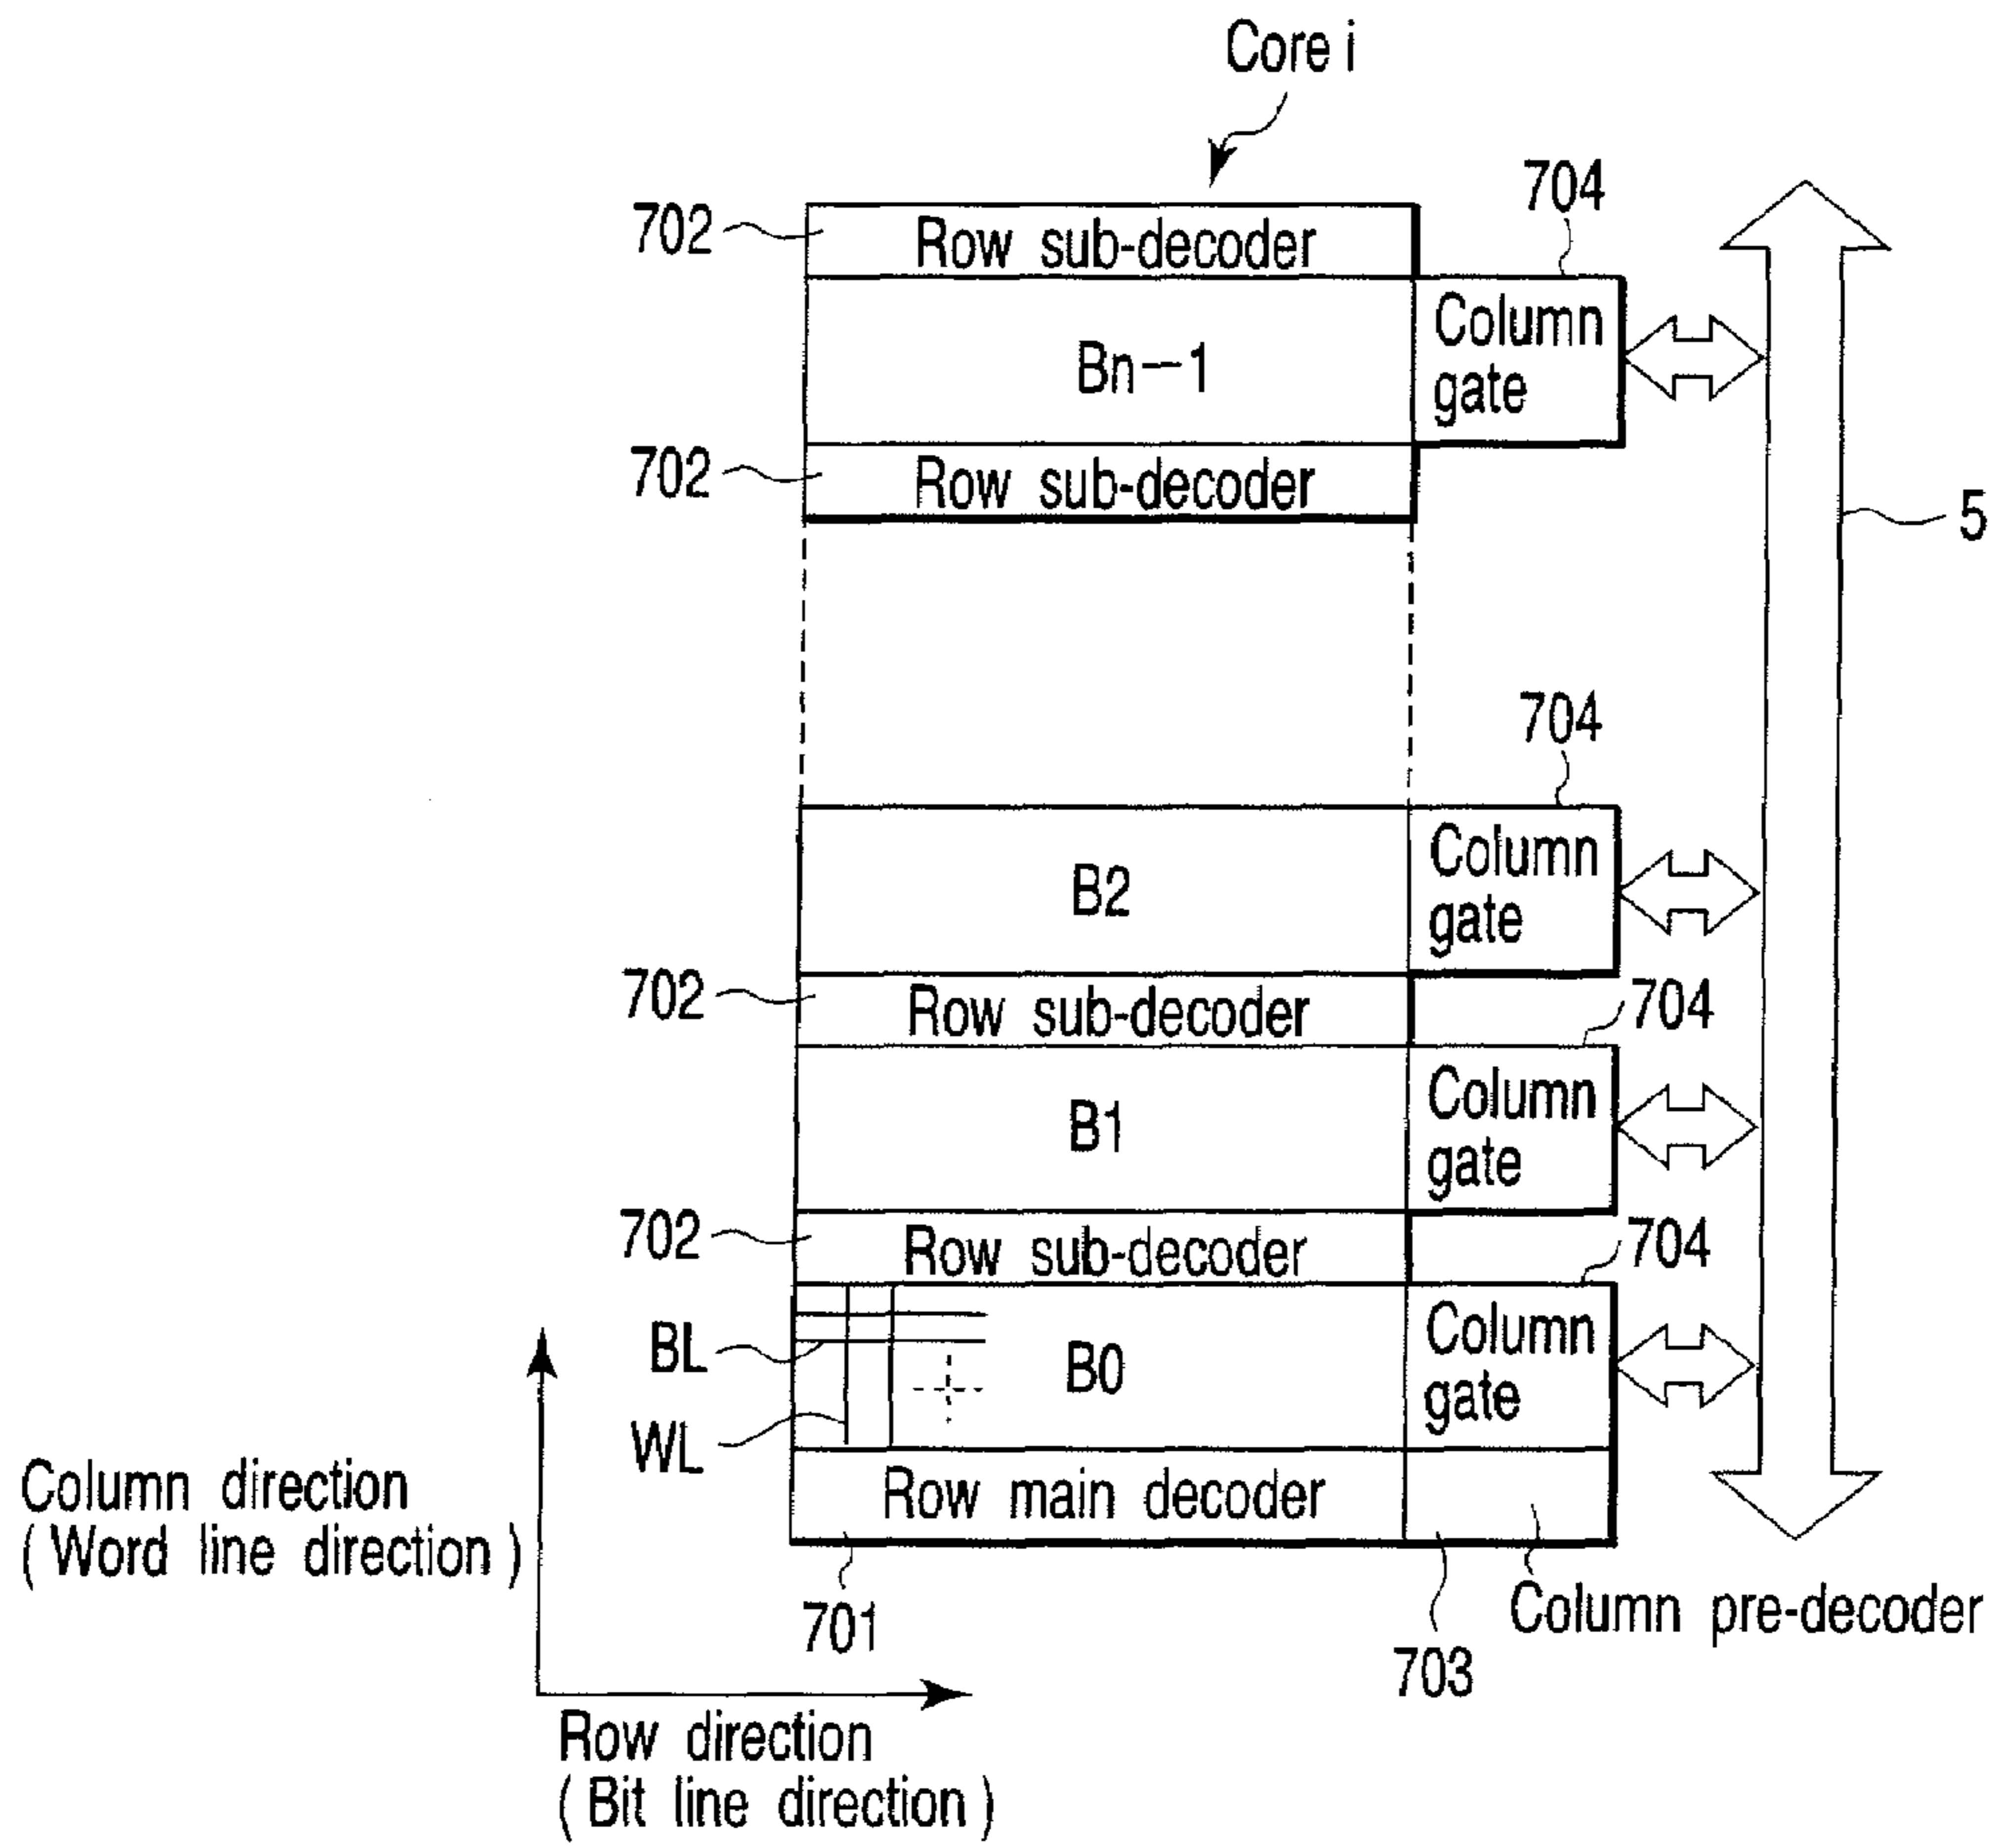 Core i
704
702
Row sub-decoder
Column
gate
Bn−1
702
Row sub-decoder
5
704
Column
gate
B2
702
Row sub-decoder
704
Column
gate
B1
702
Row sub-decoder
704
BL
B0
Column
gate
WL
Row main decoder
Column direction
(Word line direction)
701
703
Column pre-decoder
Row direction
(Bit line direction)